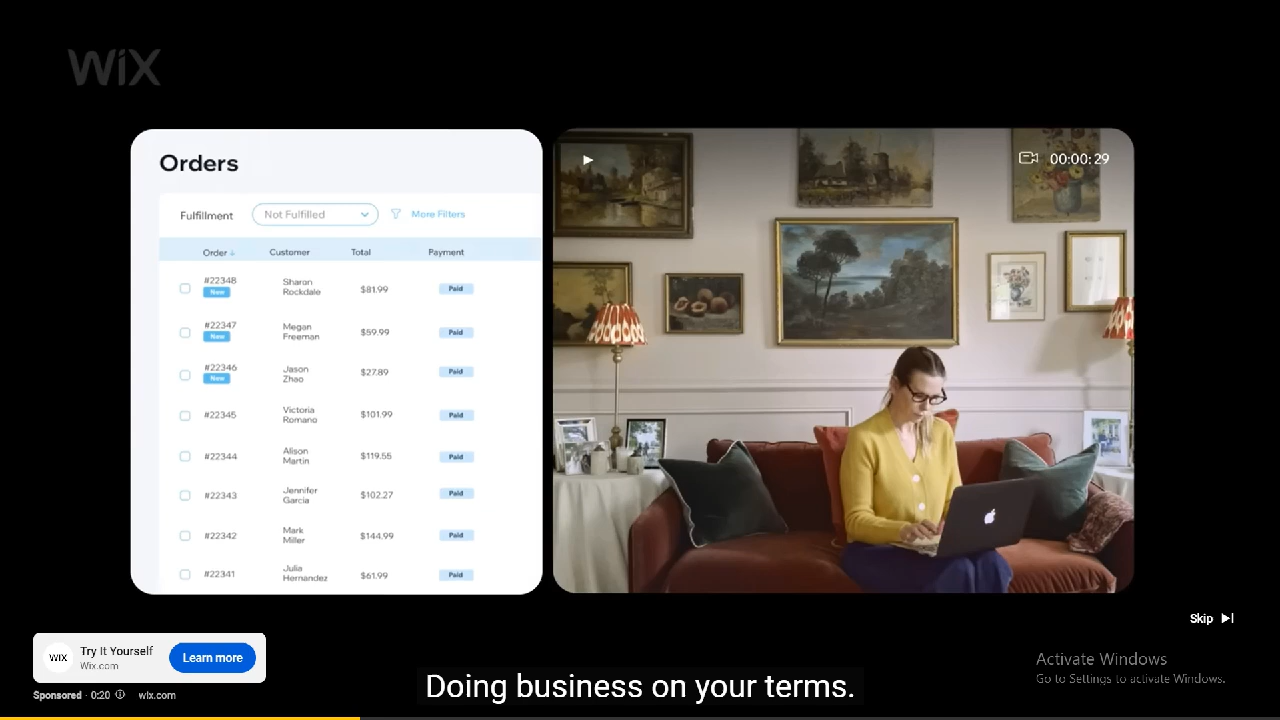 WiX
Orders
Fulfillment
Not Fulfilled
More Filters
Order ↓ Customer Total Payment
#22348 Sharon $81.99 Paid
New Rockdale
#22347 Megan $59.99 Paid
New Freeman
#22346 Jason $27.89 Paid
New Zhao
#22345 Victoria $101.99 Paid
Romano
#22344 Alison $119.55 Paid
Martin
#22343 Jennifer $102.27 Paid
Garcia
#22342 Mark $144.99 Paid
Miller
#22341 Julia $61.99 Paid
Hernandez
00:00:29
Skip
WIX
Try It Yourself
Wix.com
Learn more
Sponsored · 0:20 wix.com
Doing business on your terms.
Activate Windows
Go to Settings to activate Windows.